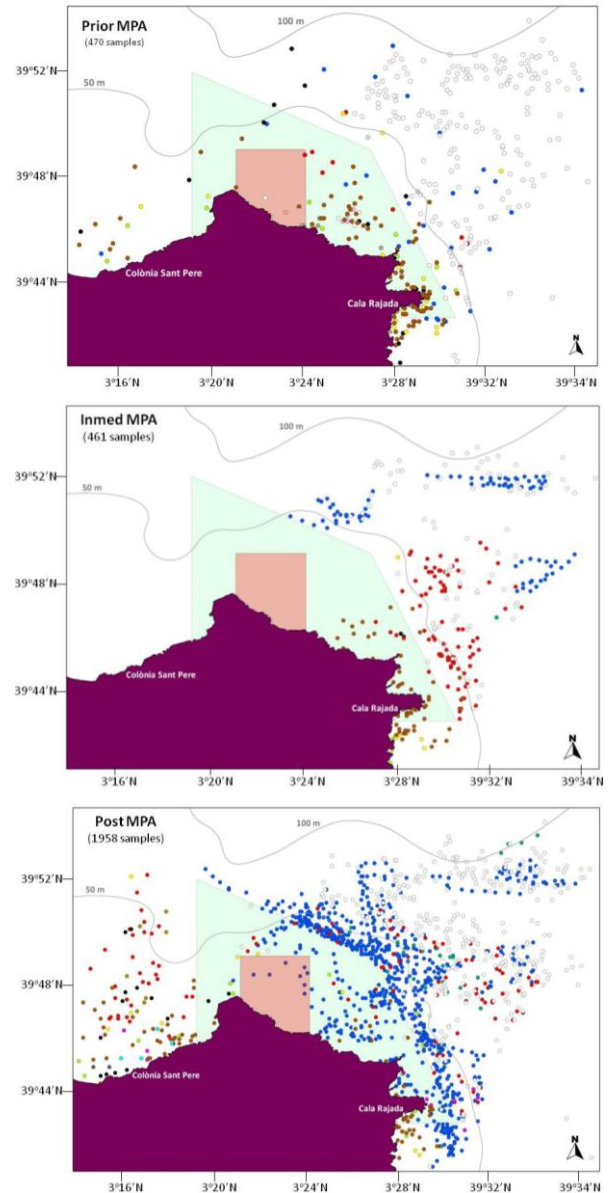 Prior MPA
(470 samples)
100 m
39°52'N
50 m
39°48'N
39°44'N
Colònia Sant Pere
Cala Rajada
N
3°16'N
3°20'N
3°24'N
3°28'N
39°32'N
39°34'N
Inmed MPA
(461 samples)
100 m
39°52'N
50 m
39°48'N
39°44'N
Colònia Sant Pere
Cala Rajada
N
3°16'N
3°20'N
3°24'N
3°28'N
39°32'N
39°34'N
Post MPA
(1958 samples)
100 m
39°52'N
50 m
39°48'N
39°44'N
Colònia Sant Pere
Cala Rajada
N
3°16'N
3°20'N
3°24'N
3°28'N
39°32'N
39°34'N